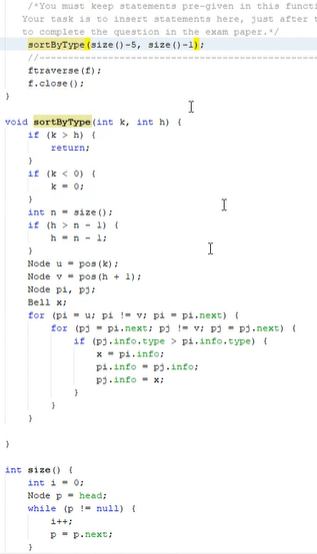 /*You must keep statements pre-given in this functi
Your task is to insert statements here, just after t
to complete the question in the exam paper.*/
sortByType(size()-5, size()-1);
//------------------------------------------------
ftraverse(f);
f.close();
}
void sortByType(int k, int h) {
if (k > h) {
return;
}
if (k < 0) {
k = 0;
}
int n = size();
if (h > n - 1) {
h = n - 1;
}
Node u = pos(k);
Node v = pos(h + 1);
Node pi, pj;
Bell x;
for (pi = u; pi != v; pi = pi.next) {
for (pj = pi.next; pj != v; pj = pj.next) {
if (pj.info.type > pi.info.type) {
x = pi.info;
pi.info = pj.info;
pj.info = x;
}
}
}
}
int size() {
int i = 0;
Node p = head;
while (p != null) {
i++;
p = p.next;
}